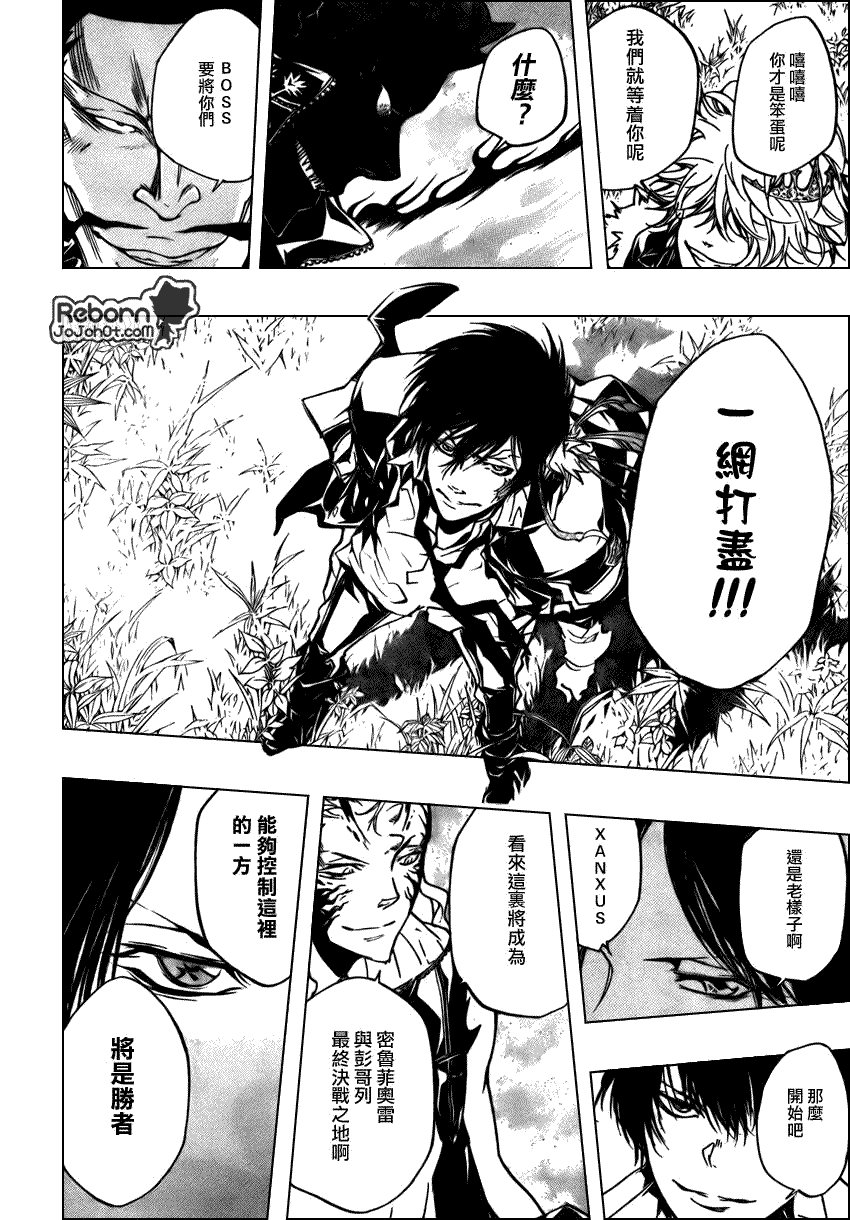 嘻嘻嘻
你才是笨蛋呢
我們就等着你呢
什麼？
BOSS
要將你們
Reborn
JoJohOt.com
一網打盡!!!
還是老樣子啊
XANXUS
那麼
開始吧
看來這裏將成為
密魯菲奧雷
與彭哥列
最終決戰之地啊
能夠控制這裡
的一方
將是勝者